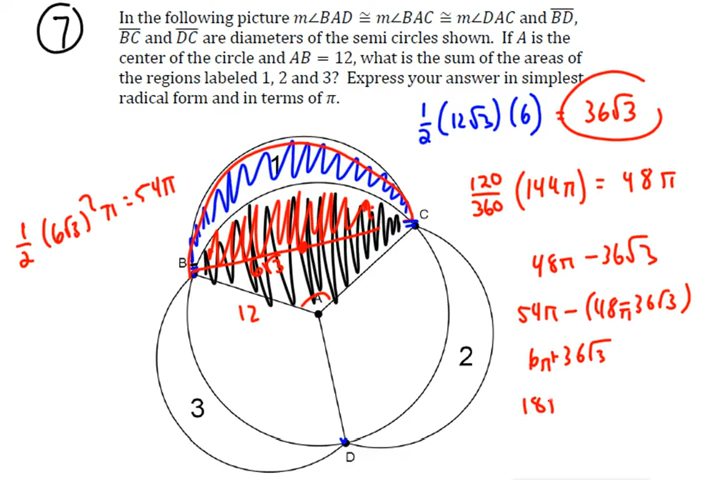 7
In the following picture m∠BAD ≅ m∠BAC ≅ m∠DAC and B̅D̅,
B̅C̅ and D̅C̅ are diameters of the semi circles shown. If A is the
center of the circle and AB = 12, what is the sum of the areas of
the regions labeled 1, 2 and 3? Express your answer in simplest
radical form and in terms of π.
1/2 (12√3)(6) = 36√3
1/2 (6√3)²π = 54π
120/360 (144π) = 48π
1
C
B
6√3
A
12
48π − 36√3
54π − (48π 36√3)
6π + 36√3
2
3
18π
D